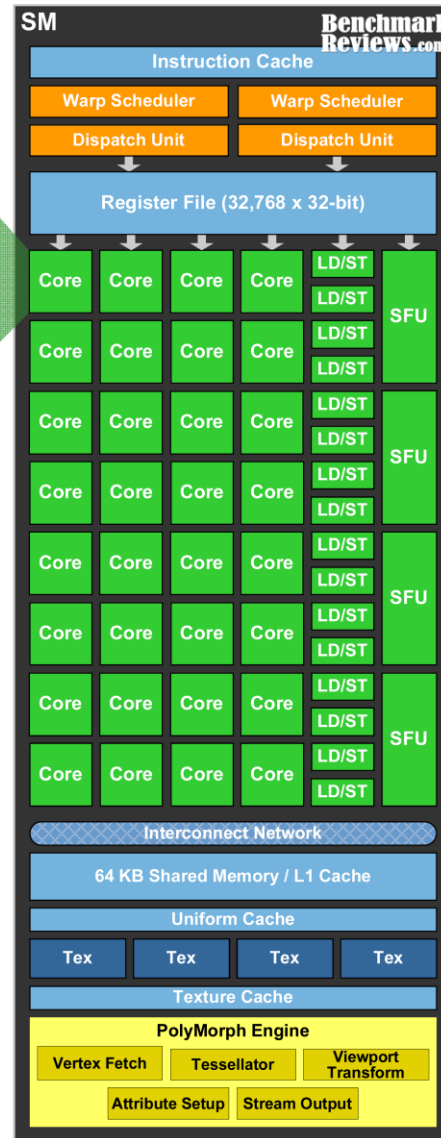 SM
Benchmark
Reviews.com
Instruction Cache
Warp Scheduler Warp Scheduler
Dispatch Unit Dispatch Unit
Register File (32,768 x 32-bit)
LD/ST
Core Core Core Core
LD/ST
SFU
LD/ST
Core Core Core Core
LD/ST
LD/ST
Core Core Core Core
LD/ST
SFU
LD/ST
Core Core Core Core
LD/ST
LD/ST
Core Core Core Core
LD/ST
SFU
LD/ST
Core Core Core Core
LD/ST
LD/ST
Core Core Core Core
LD/ST
SFU
LD/ST
Core Core Core Core
LD/ST
Interconnect Network
64 KB Shared Memory / L1 Cache
Uniform Cache
Tex Tex Tex Tex
Texture Cache
PolyMorph Engine
Vertex Fetch Tessellator Viewport
Transform
Attribute Setup Stream Output